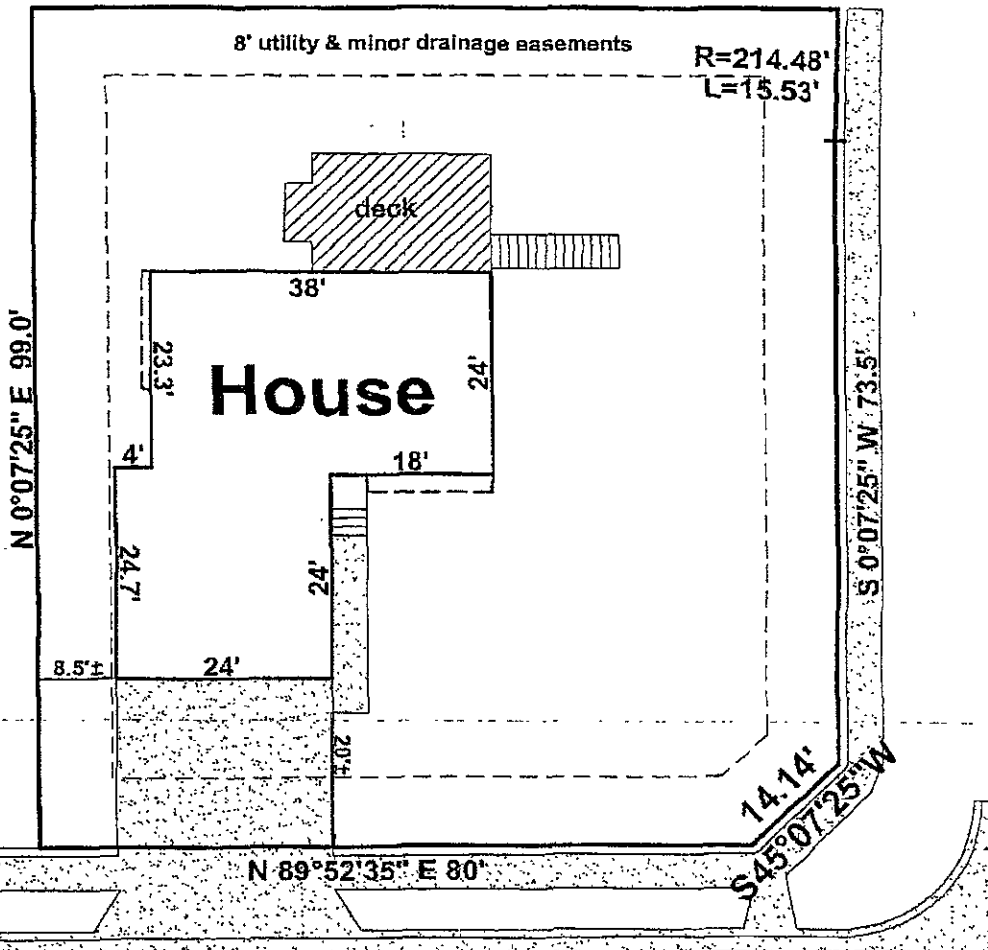 8' utility & minor drainage easements
R=214.48'
L=15.53'
deck
38'
N 0°07'25" E 99.0'
23.3'
House
24'
S 0°07'25" W 73.5'
4'
18'
24.7'
24'
8.5'±
24'
20'±
14.14'
S45°07'25"W
N 89°52'35" E 80'